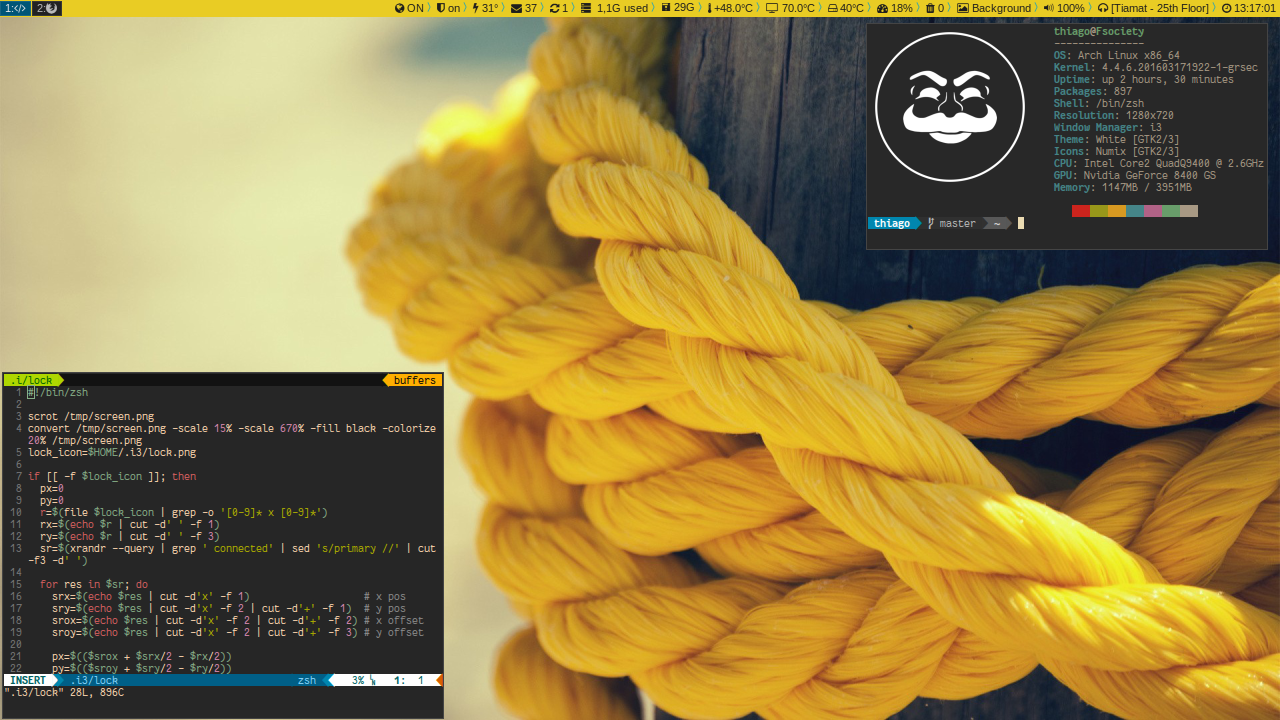 1: 2: ON 〉 on 〉 31° 〉 37 〉 1 〉 1,1G used 〉 29G 〉 +48.0°C 〉 70.0°C 〉 40°C 〉 18% 〉 0 〉 Background 〉 100% 〉 [Tiamat - 25th Floor] 〉 13:17:01
thiago@Fsociety
---------------
OS: Arch Linux x86_64
Kernel: 4.4.6.201603171922-1-grsec
Uptime: up 2 hours, 30 minutes
Packages: 897
Shell: /bin/zsh
Resolution: 1280x720
Window Manager: i3
Theme: White [GTK2/3]
Icons: Numix [GTK2/3]
CPU: Intel Core2 QuadQ9400 @ 2.6GHz
GPU: Nvidia GeForce 8400 GS
Memory: 1147MB / 3951MB
thiago master ~
.i/lock buffers
1 #!/bin/zsh
2
3 scrot /tmp/screen.png
4 convert /tmp/screen.png -scale 15% -scale 670% -fill black -colorize
20% /tmp/screen.png
5 lock_icon=$HOME/.i3/lock.png
6
7 if [[ -f $lock_icon ]]; then
8 px=0
9 py=0
10 r=$(file $lock_icon | grep -o '[0-9]* x [0-9]*')
11 rx=$(echo $r | cut -d' ' -f 1)
12 ry=$(echo $r | cut -d' ' -f 3)
13 sr=$(xrandr --query | grep ' connected' | sed 's/primary //' | cut
-f3 -d' ')
14
15 for res in $sr; do
16 srx=$(echo $res | cut -d'x' -f 1) # x pos
17 sry=$(echo $res | cut -d'x' -f 2 | cut -d'+' -f 1) # y pos
18 srox=$(echo $res | cut -d'x' -f 2 | cut -d'+' -f 2) # x offset
19 sroy=$(echo $res | cut -d'x' -f 2 | cut -d'+' -f 3) # y offset
20
21 px=$(($srox + $srx/2 - $rx/2))
22 py=$(($sroy + $sry/2 - $ry/2))
INSERT .i3/lock zsh 3% 1: 1
".i3/lock" 28L, 896C